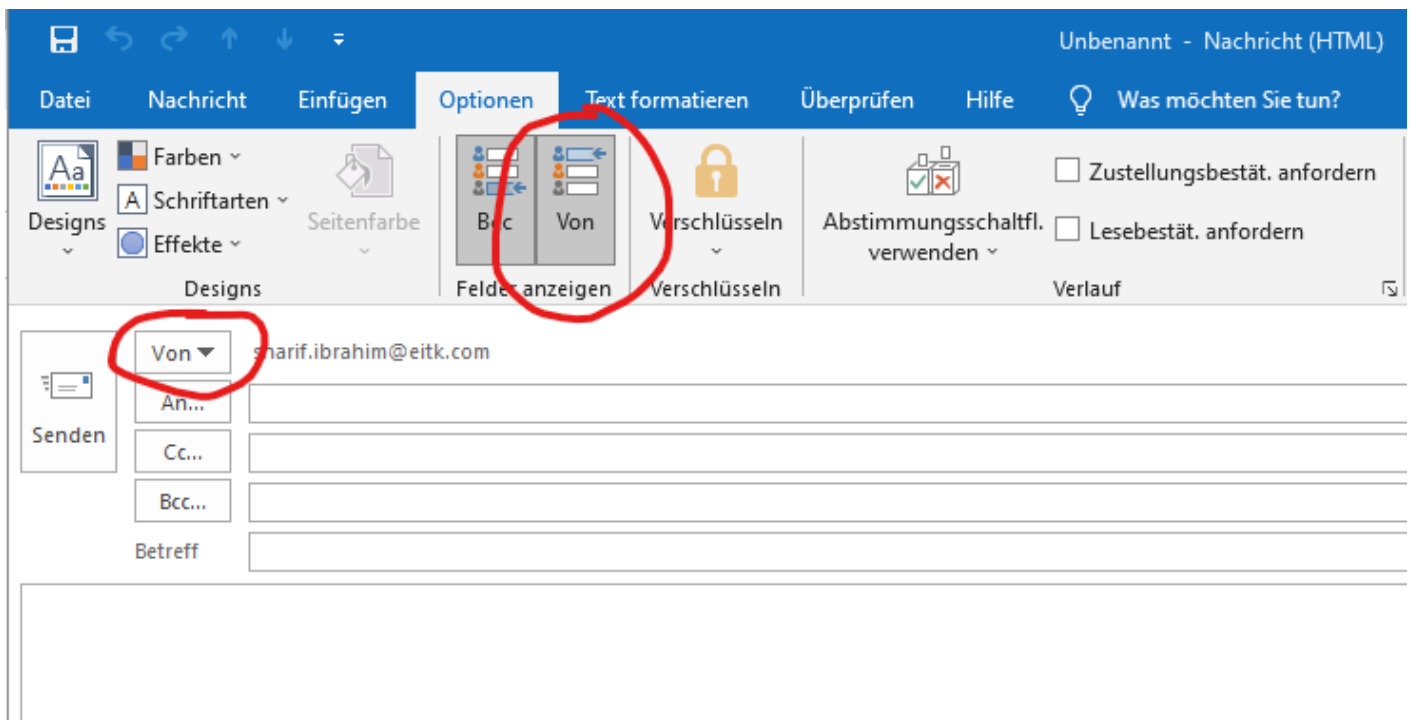 Unbenannt - Nachricht (HTML)
Datei Nachricht Einfügen Optionen Text formatieren Überprüfen Hilfe Was möchten Sie tun?
Aa Farben Zustellungsbestät. anfordern
A Schriftarten
Designs Seitenfarbe Bcc Von Verschlüsseln Abstimmungsschaltfl. Lesebestät. anfordern
Effekte verwenden
Designs Felder anzeigen Verschlüsseln Verlauf
Von sharif.ibrahim@eitk.com
An...
Senden
Cc...
Bcc...
Betreff